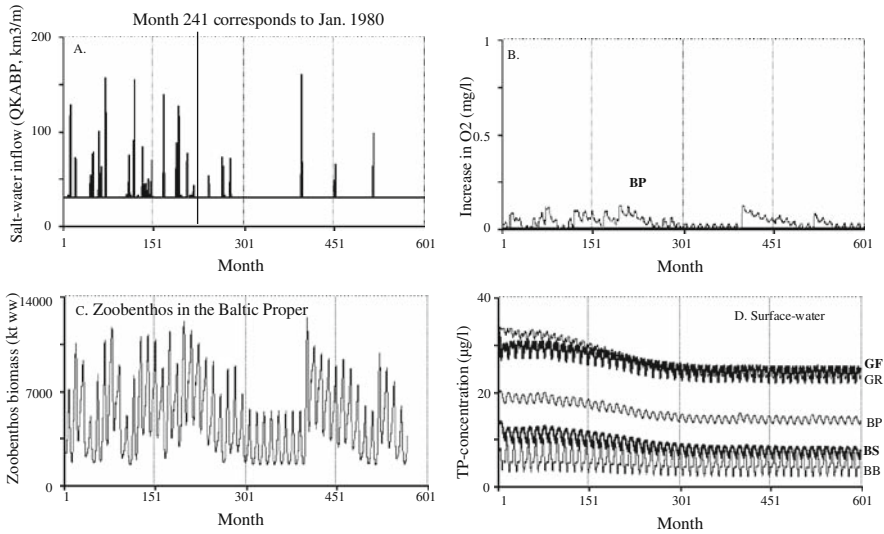 Month 241 corresponds to Jan. 1980
Salt-water inflow (QKABP, km3/m)
200
100
0
A.
1
151
301
451
601
Month
Increase in O2 (mg/l)
1
0.5
0
B.
BP
1
151
301
451
601
Month
Zoobenthos biomass (kt ww)
14000
7000
0
C. Zoobenthos in the Baltic Proper
1
151
301
451
601
Month
TP-concentration (µg/l)
40
20
0
D. Surface-water
GF
GR
BP
BS
BB
1
151
301
451
601
Month